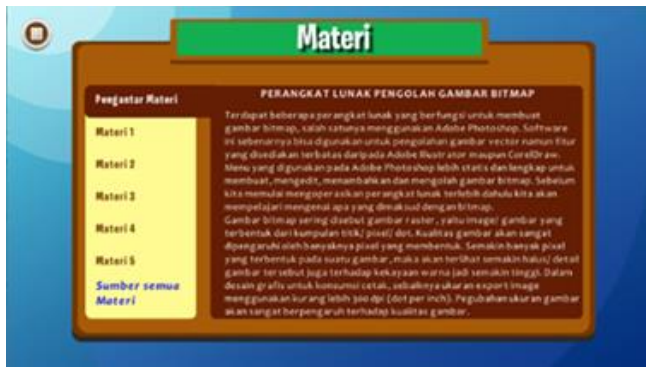 Materi
Pengantar Materi
Materi 1
Materi 2
Materi 3
Materi 4
Materi 5
Sumber semua
Materi
PERANGKAT LUNAK PENGOLAH GAMBAR BITMAP
Terdapat beberapa perangkat lunak yang berfungsi untuk membuat
gambar bitmap, salah satunya menggunakan Adobe Photoshop. Software
ini sebenarnya bisa digunakan untuk pengolahan gambar vector namun fitur
yang disediakan terbatas daripada Adobe Illustrator maupun CorelDraw.
Menu yang digunakan pada Adobe Photoshop lebih statis dan lengkap untuk
membuat, mengedit, menambahkan dan mengolah gambar bitmap. Sebelum
kita memulai mengoperasikan perangkat lunak terlebih dahulu kita akan
mempelajari mengenai apa yang dimaksud dengan bitmap.
Gambar bitmap sering disebut gambar raster, yaitu image/ gambar yang
terbentuk dari kumpulan titik/ pixel/ dot. Kualitas gambar akan sangat
dipengaruhi oleh banyaknya pixel yang membentuk. Semakin banyak pixel
yang terbentuk pada suatu gambar, maka akan terlihat semakin halus/ detail
gambar tersebut juga terhadap kekayaan warna jadi semakin tinggi. Dalam
desain grafis untuk konsumsi cetak, sebaiknya ukuran export image
menggunakan kurang lebih 300 dpi (dot per inch). Pegubahan ukuran gambar
akan sangat berpengaruh terhadap kualitas gambar.